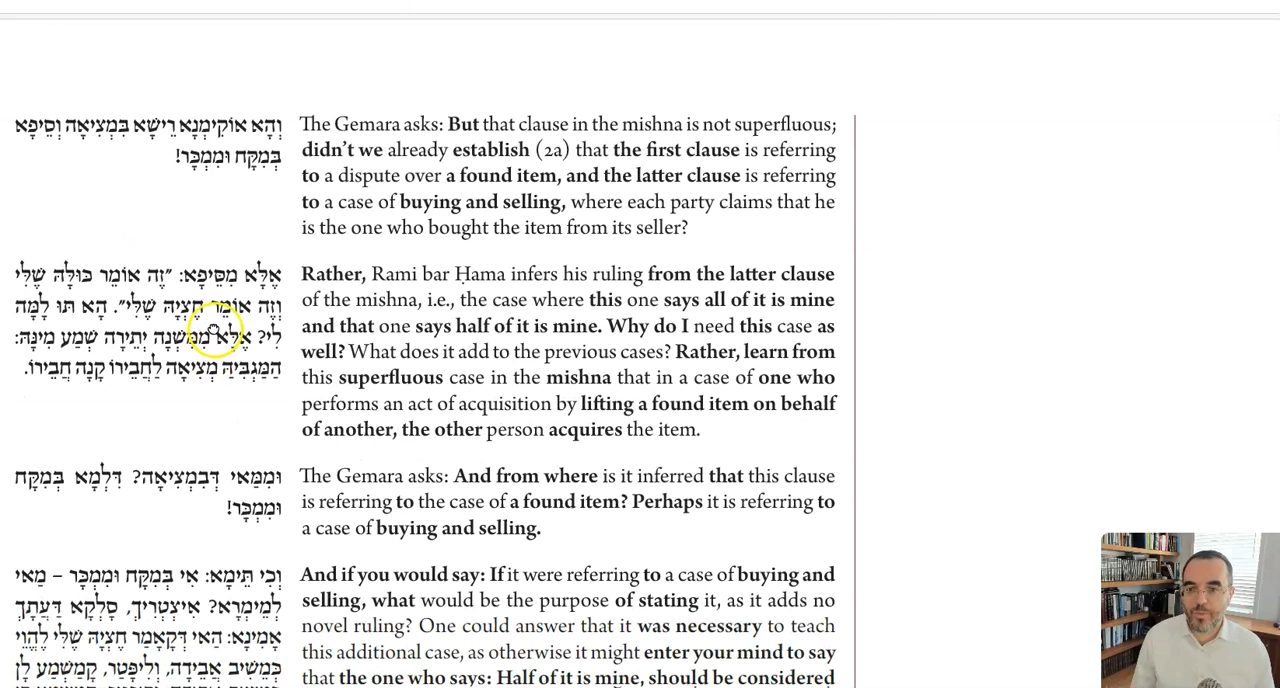 וְהָא אוֹקִימְנָא רֵישָׁא בִּמְצִיאָה וְסֵיפָא
בְּמִקָּח וּמִמְכָּר!
The Gemara asks: But that clause in the mishna is not superfluous;
didn't we already establish (2a) that the first clause is referring
to a dispute over a found item, and the latter clause is referring
to a case of buying and selling, where each party claims that he
is the one who bought the item from its seller?
אֶלָּא מִסֵּיפָא: ״זֶה אוֹמֵר כּוּלָּהּ שֶׁלִּי
וְזֶה אוֹמֵר חֶצְיָהּ שֶׁלִּי״. הָא תּוּ לָמָּה
לִי? אֶלָּא מִמִּשְׁנָה יְתֵירָה שְׁמַע מִינַּהּ:
הַמַּגְבִּיהַּ מְצִיאָה לַחֲבֵירוֹ קָנָה חֲבֵירוֹ.
Rather, Rami bar Ḥama infers his ruling from the latter clause
of the mishna, i.e., the case where this one says all of it is mine
and that one says half of it is mine. Why do I need this case as
well? What does it add to the previous cases? Rather, learn from
this superfluous case in the mishna that in a case of one who
performs an act of acquisition by lifting a found item on behalf
of another, the other person acquires the item.
וּמִמַּאי דְּבִמְצִיאָה? דִּלְמָא בְּמִקָּח
וּמִמְכָּר!
The Gemara asks: And from where is it inferred that this clause
is referring to the case of a found item? Perhaps it is referring to
a case of buying and selling.
וְכִי תֵּימָא: אִי בְּמִקָּח וּמִמְכָּר – מַאי
לְמֵימְרָא? אִיצְטְרִיךְ, סָלְקָא דַּעֲתָךְ
אָמֵינָא: הַאי דְּקָאָמַר חֶצְיָהּ שֶׁלִּי לֶהֱוֵי
כְּמֵשִׁיב אֲבֵידָה, וְלִיפְּטַר, קָמַשְׁמַע לַן
And if you would say: If it were referring to a case of buying and
selling, what would be the purpose of stating it, as it adds no
novel ruling? One could answer that it was necessary to teach
this additional case, as otherwise it might enter your mind to say
that the one who says: Half of it is mine, should be considered